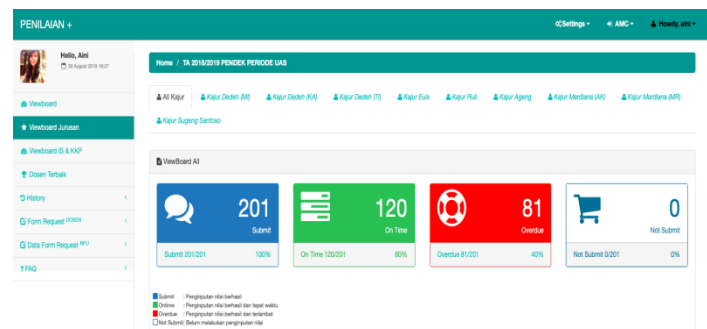 PENILAIAN +
Settings
AMC
Howdy, aini
Hello, Aini
Home / TA 2018/2019 PENDEK PERIODE UAS
All Kajur
Kajur Dedeh (MI)
Kajur Dedeh (KA)
Kajur Dedeh (TI)
Kajur Euis
Kajur Ruli
Kajur Ageng
Kajur Mardiana (AK)
Kajur Mardiana (MR)
Kajur Sugeng Santoso
Viewboard
Viewboard Jurusan
Viewboard IS & KKP
Dosen Terbaik
History
Form Request DOSEN
Data Form Request RPU
FAQ
ViewBoard All
201
Submit
Submit 201/201 100%
120
On Time
On Time 120/201 60%
81
Overdue
Overdue 81/201 40%
0
Not Submit
Not Submit 0/201 0%
Submit : Penginputan nilai berhasil
Ontime : Penginputan nilai berhasil dan tepat waktu
Overdue : Penginputan nilai berhasil dan terlambat
Not Submit: Belum melakukan penginputan nilai